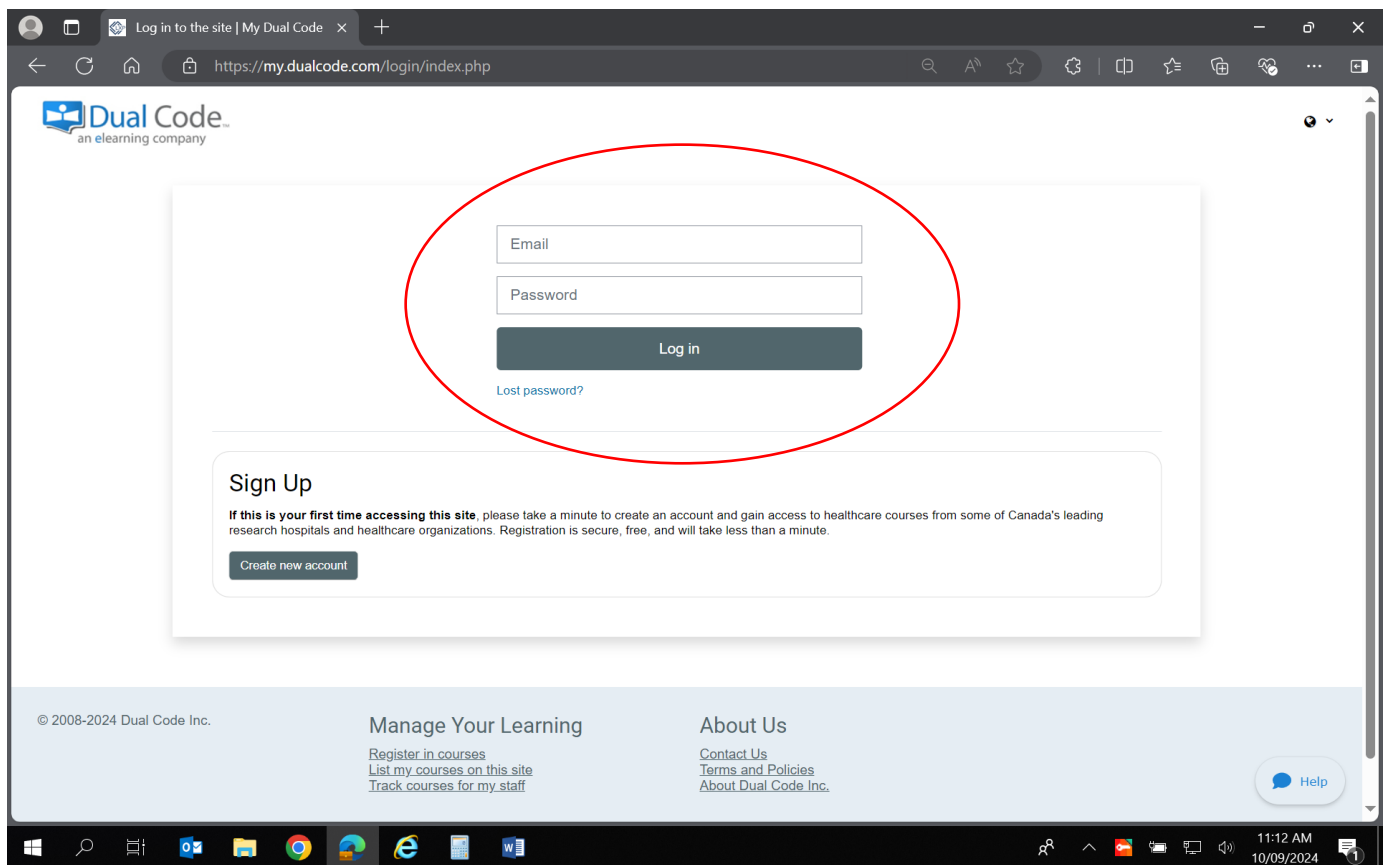 Log in to the site | My Dual Code
https://my.dualcode.com/login/index.php
Dual Code™
an elearning company
Email
Password
Log in
Lost password?
Sign Up
If this is your first time accessing this site, please take a minute to create an account and gain access to healthcare courses from some of Canada's leading
research hospitals and healthcare organizations. Registration is secure, free, and will take less than a minute.
Create new account
© 2008-2024 Dual Code Inc.
Manage Your Learning
Register in courses
List my courses on this site
Track courses for my staff
About Us
Contact Us
Terms and Policies
About Dual Code Inc.
Help
11:12 AM
10/09/2024
1